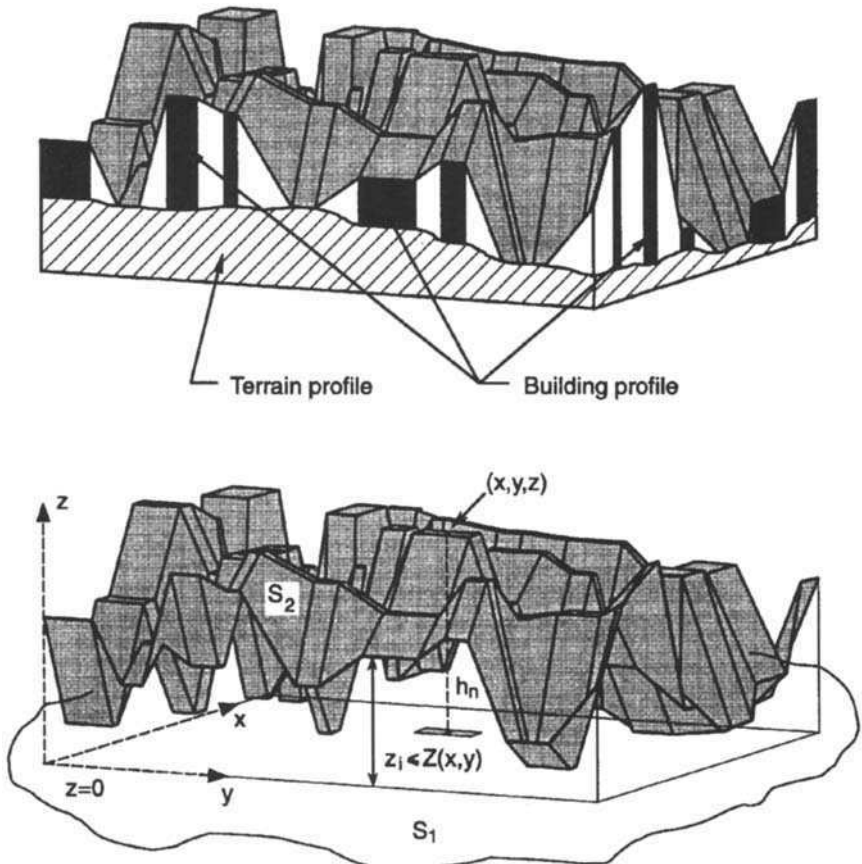 Terrain profile
Building profile
(x,y,z)
z
S₂
hₙ
x
zᵢ ≤ Z(x,y)
z=0
y
S₁